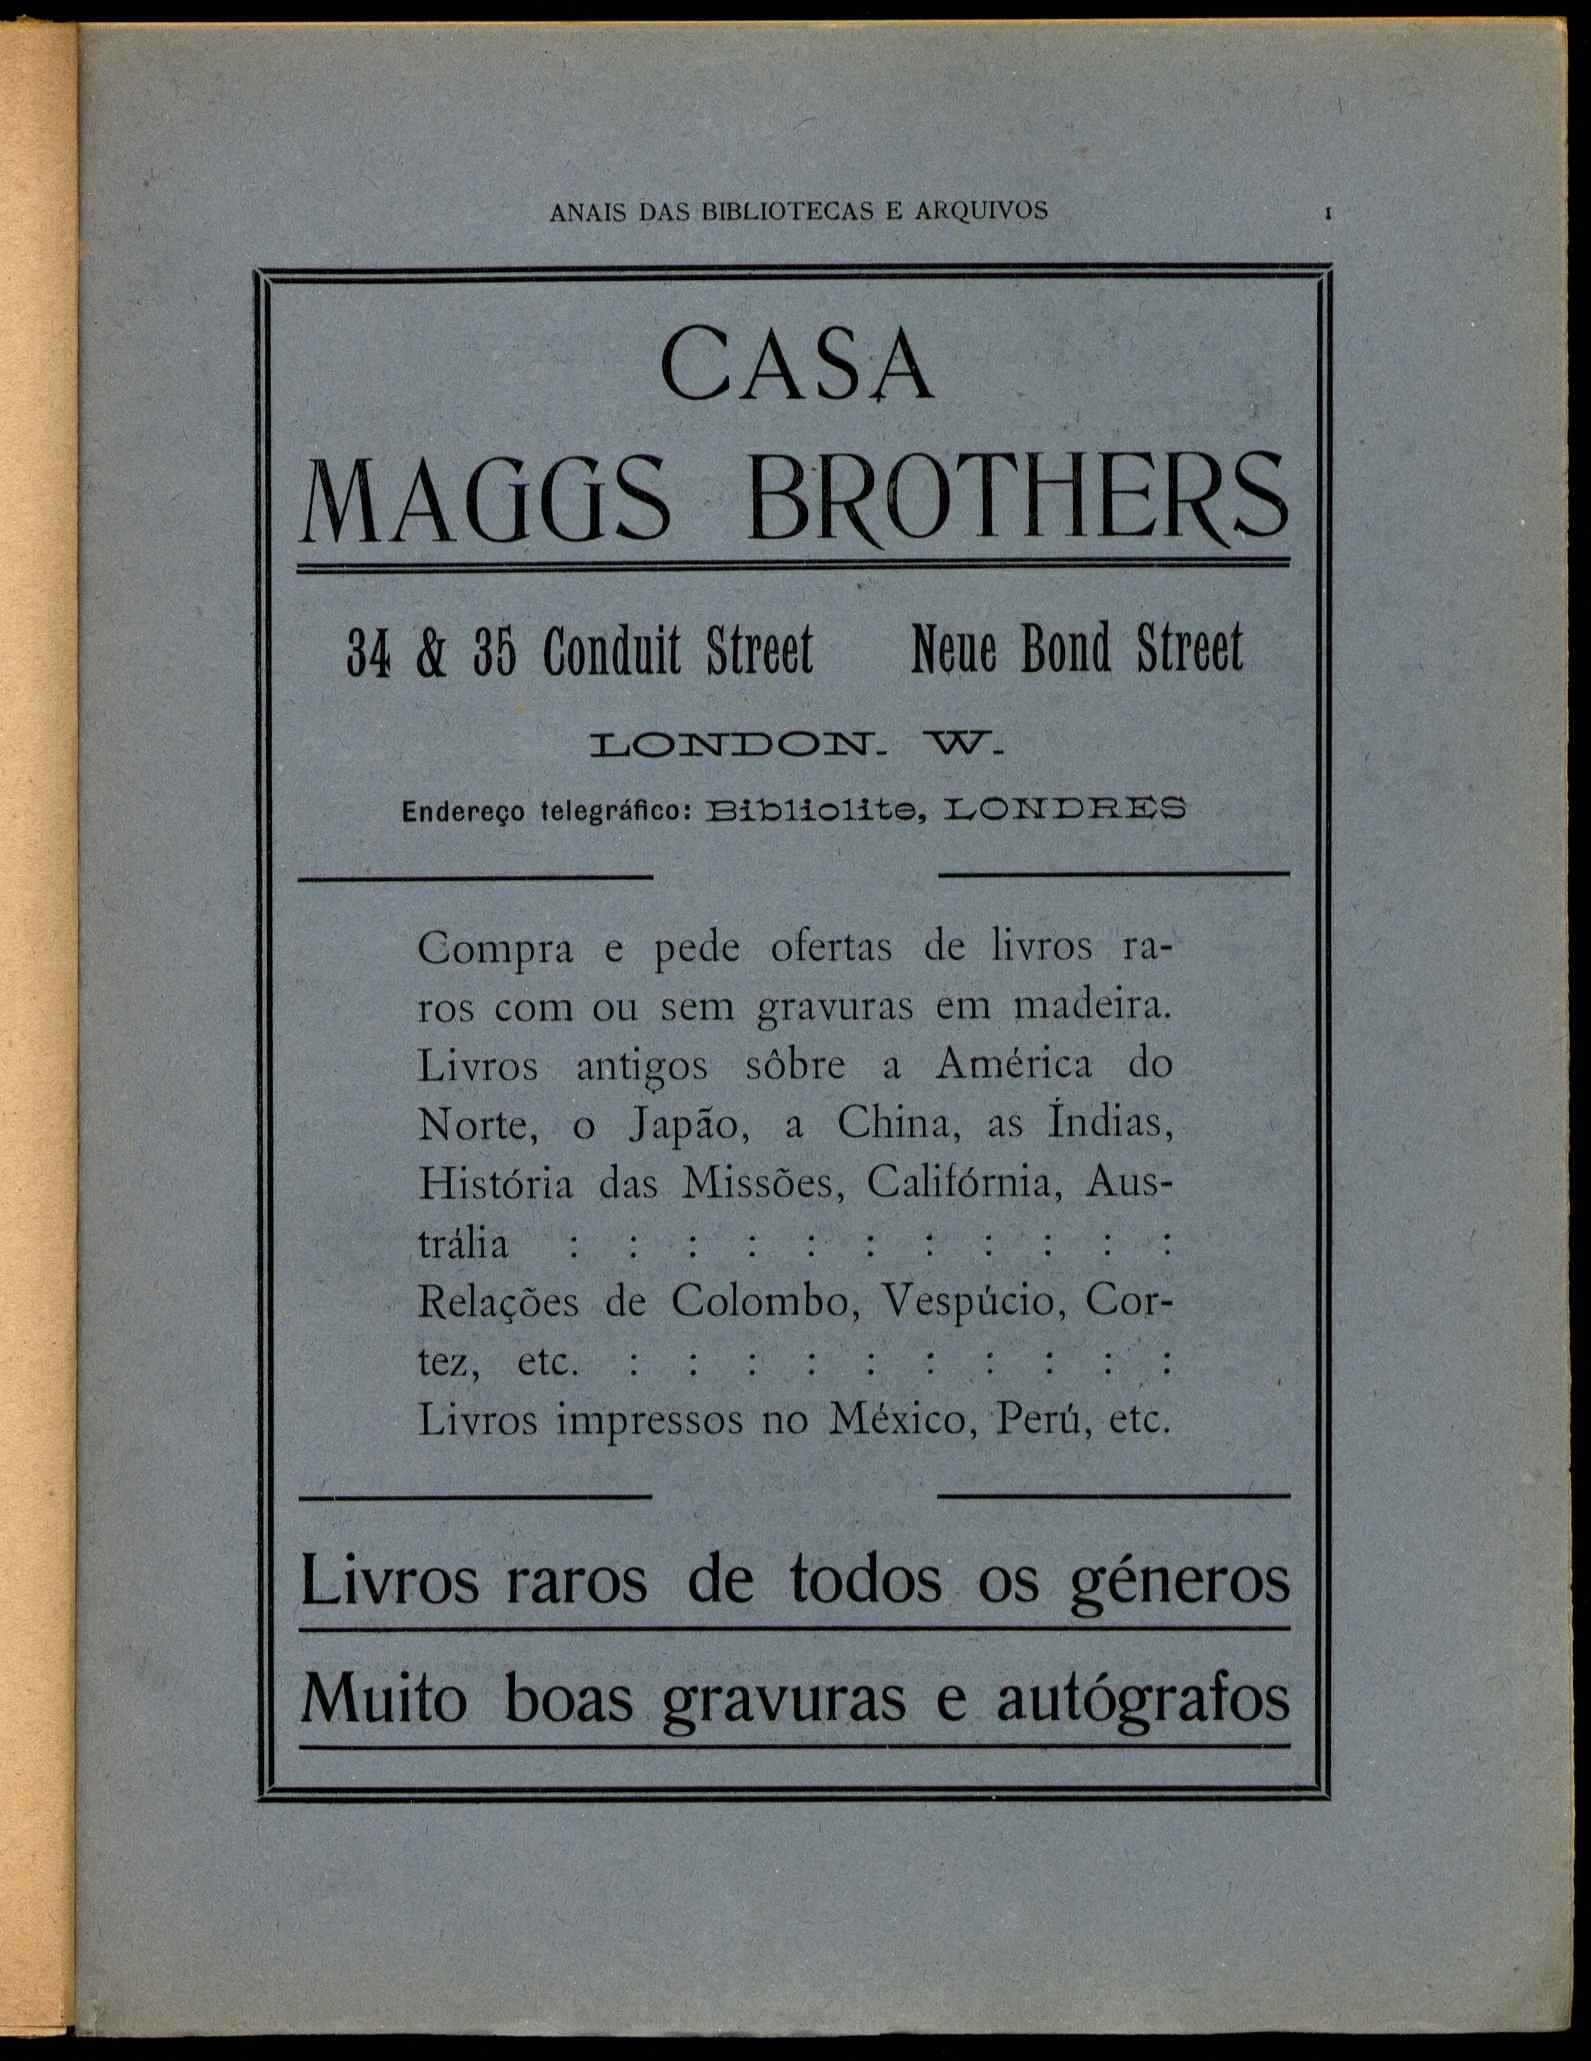 ANAIS DAS BIBLIOTECAS E ARQUIVOS I
CASA
MAGGS BROTHERS
34 & 35 Conduit Street Neue Bond Street
LONDON. W.
Endereço telegráfico: Bibliolite, LONDRES
Compra e pede ofertas de livros ra-
ros com ou sem gravuras em madeira.
Livros antigos sôbre a América do
Norte, o Japão, a China, as Índias,
História das Missões, Califórnia, Aus-
trália : : : : : : : : : : :
Relações de Colombo, Vespúcio, Cor-
tez, etc. : : : : : : : : : :
Livros impressos no México, Perú, etc.
Livros raros de todos os géneros
Muito boas gravuras e autógrafos